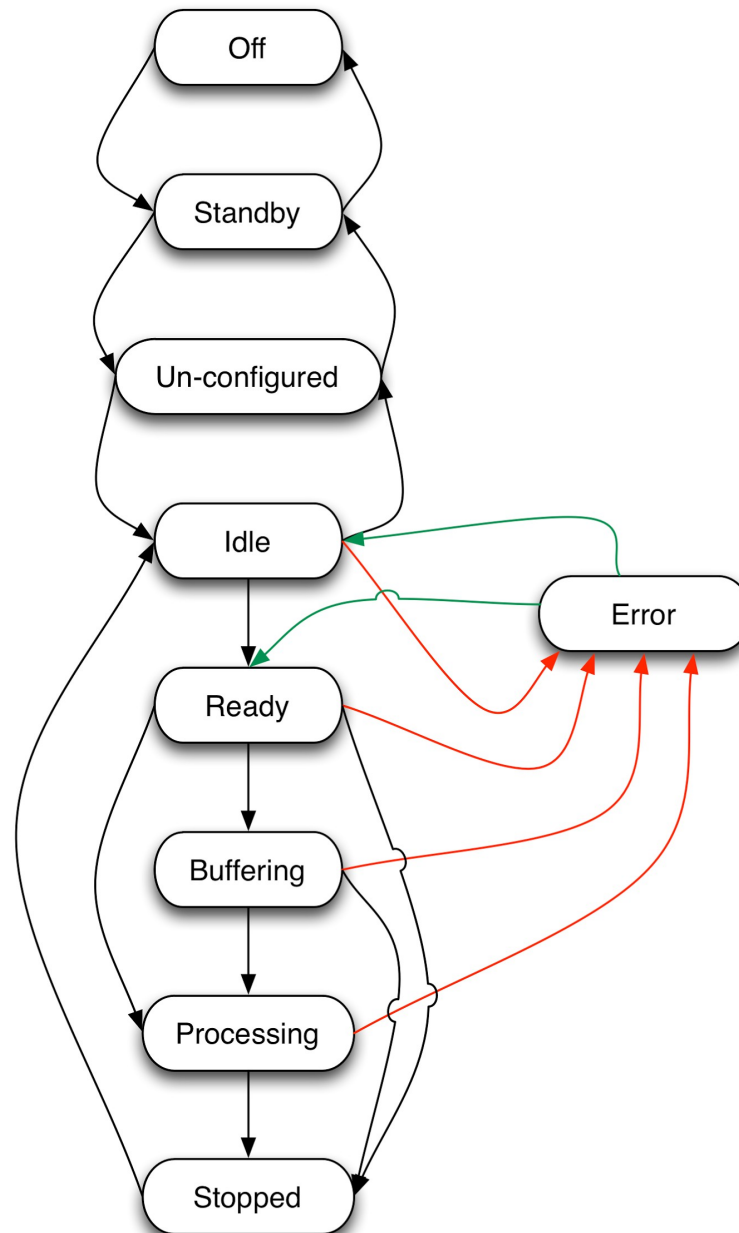 Off
Standby
Un-configured
Idle
Error
Ready
Buffering
Processing
Stopped